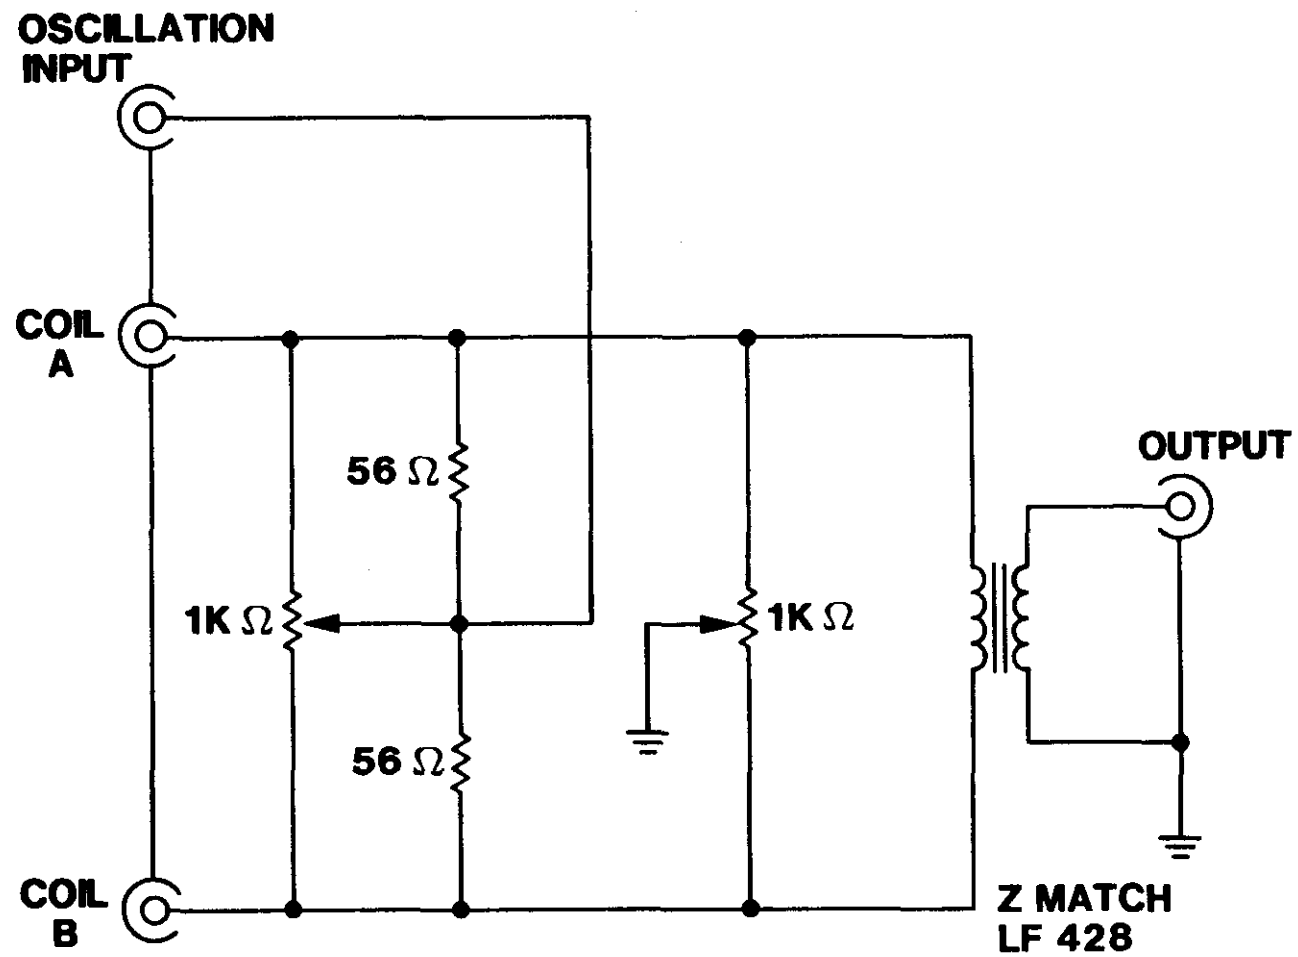 OSCILLATION
INPUT
COIL
A
OUTPUT
56 Ω
1K Ω
1K Ω
56 Ω
COIL
B
Z MATCH
LF 428